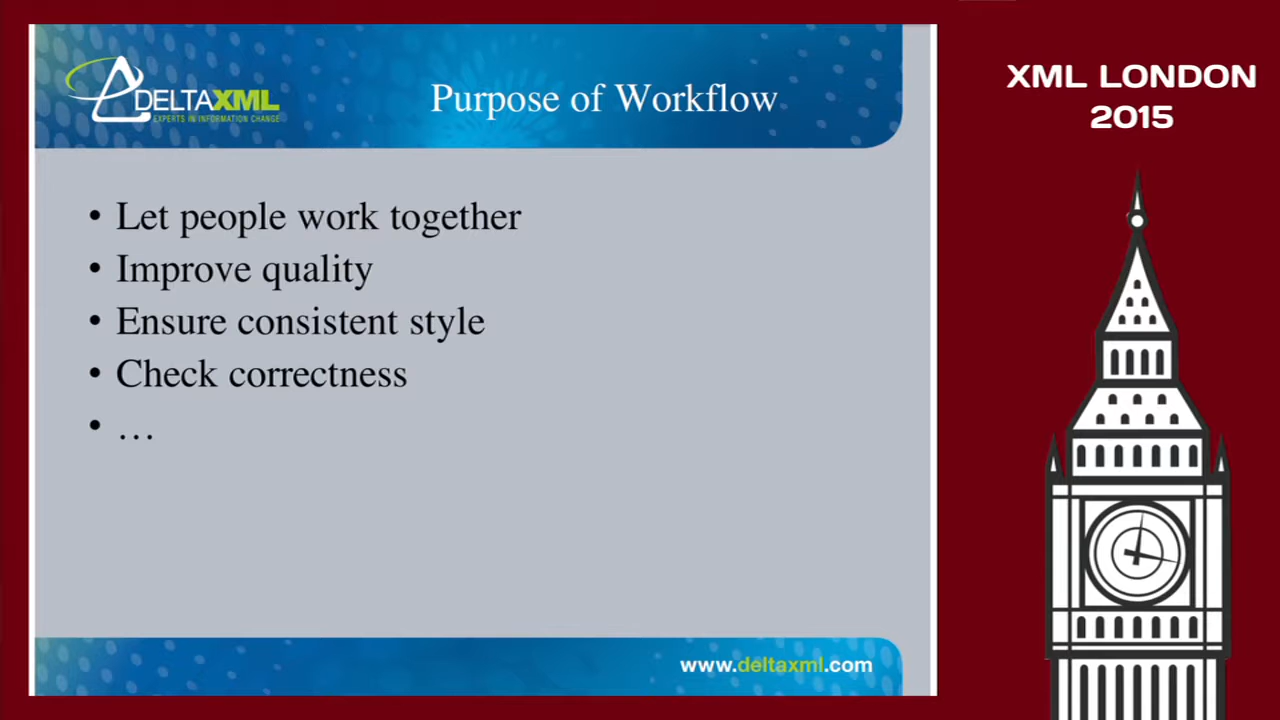 DELTAXML
EXPERTS IN INFORMATION CHANGE
Purpose of Workflow
• Let people work together
• Improve quality
• Ensure consistent style
• Check correctness
• …
www.deltaxml.com
XML LONDON
2015